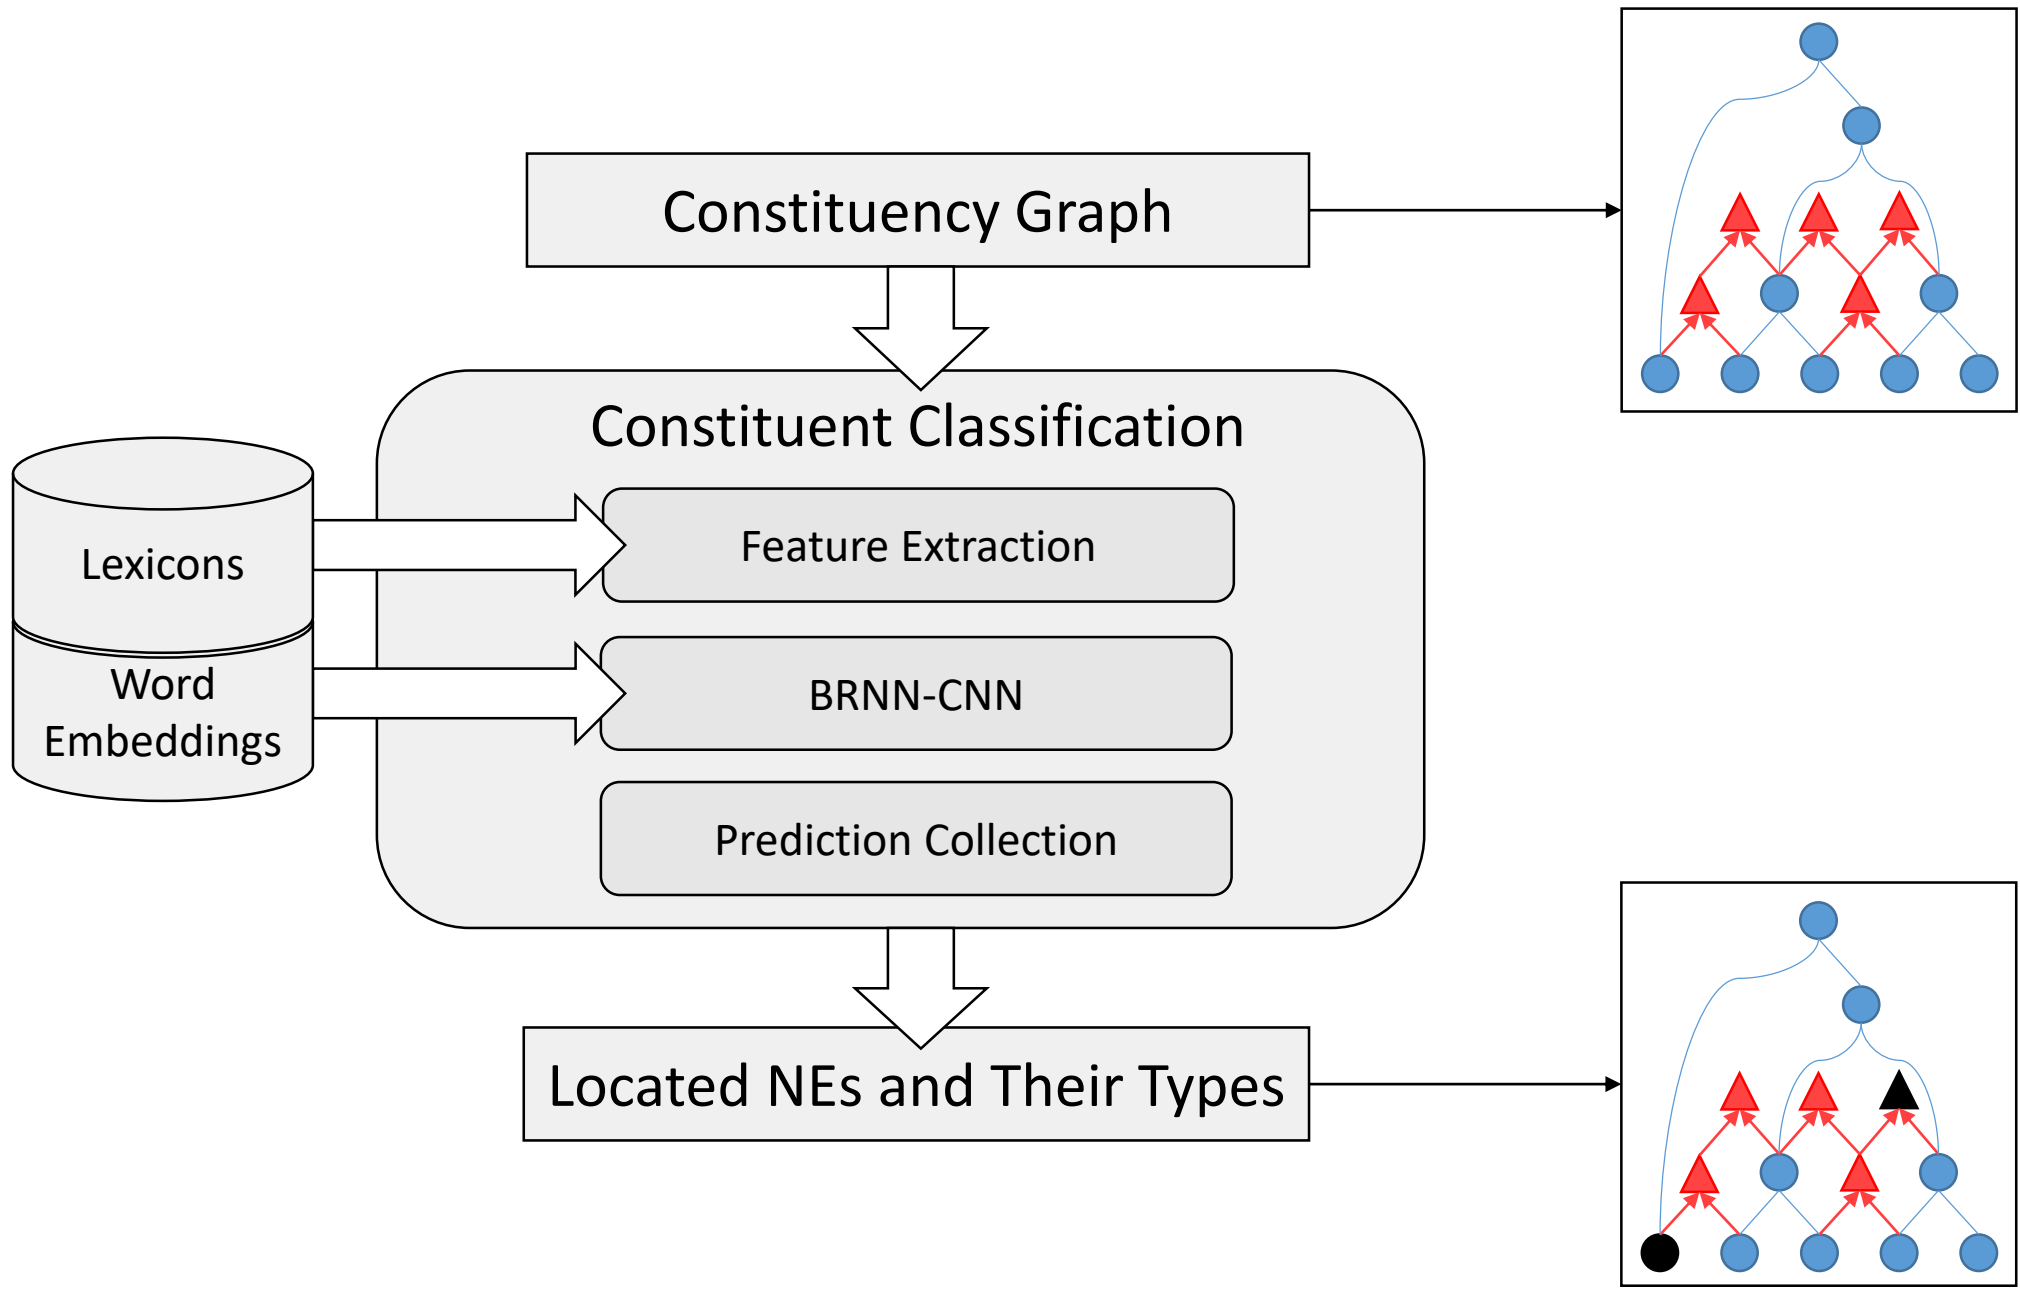 Constituency Graph
Constituent Classification
Lexicons
Feature Extraction
Word
Embeddings
BRNN-CNN
Prediction Collection
Located NEs and Their Types